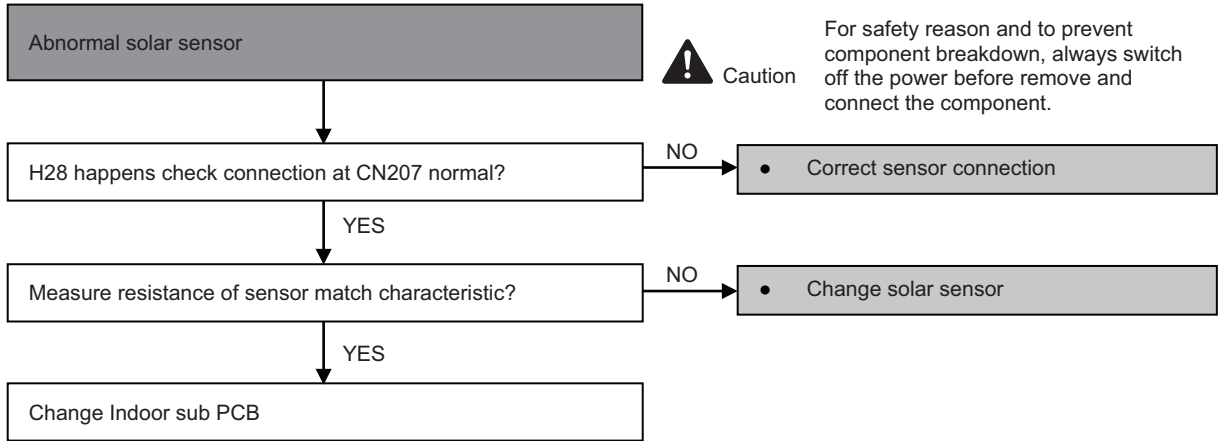 Abnormal solar sensor
Caution
For safety reason and to prevent
component breakdown, always switch
off the power before remove and
connect the component.
H28 happens check connection at CN207 normal?
NO
• Correct sensor connection
YES
Measure resistance of sensor match characteristic?
NO
• Change solar sensor
YES
Change Indoor sub PCB